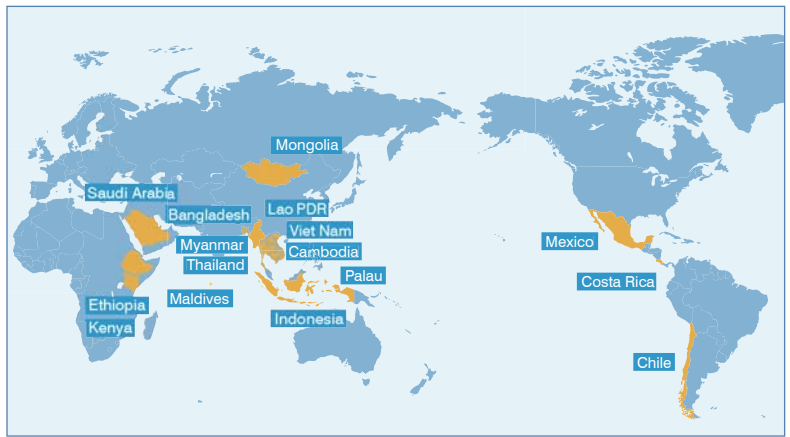 Mongolia
Saudi Arabia
Bangladesh
Lao PDR
Viet Nam
Myanmar
Cambodia
Thailand
Palau
Maldives
Ethiopia
Kenya
Indonesia
Mexico
Costa Rica
Chile